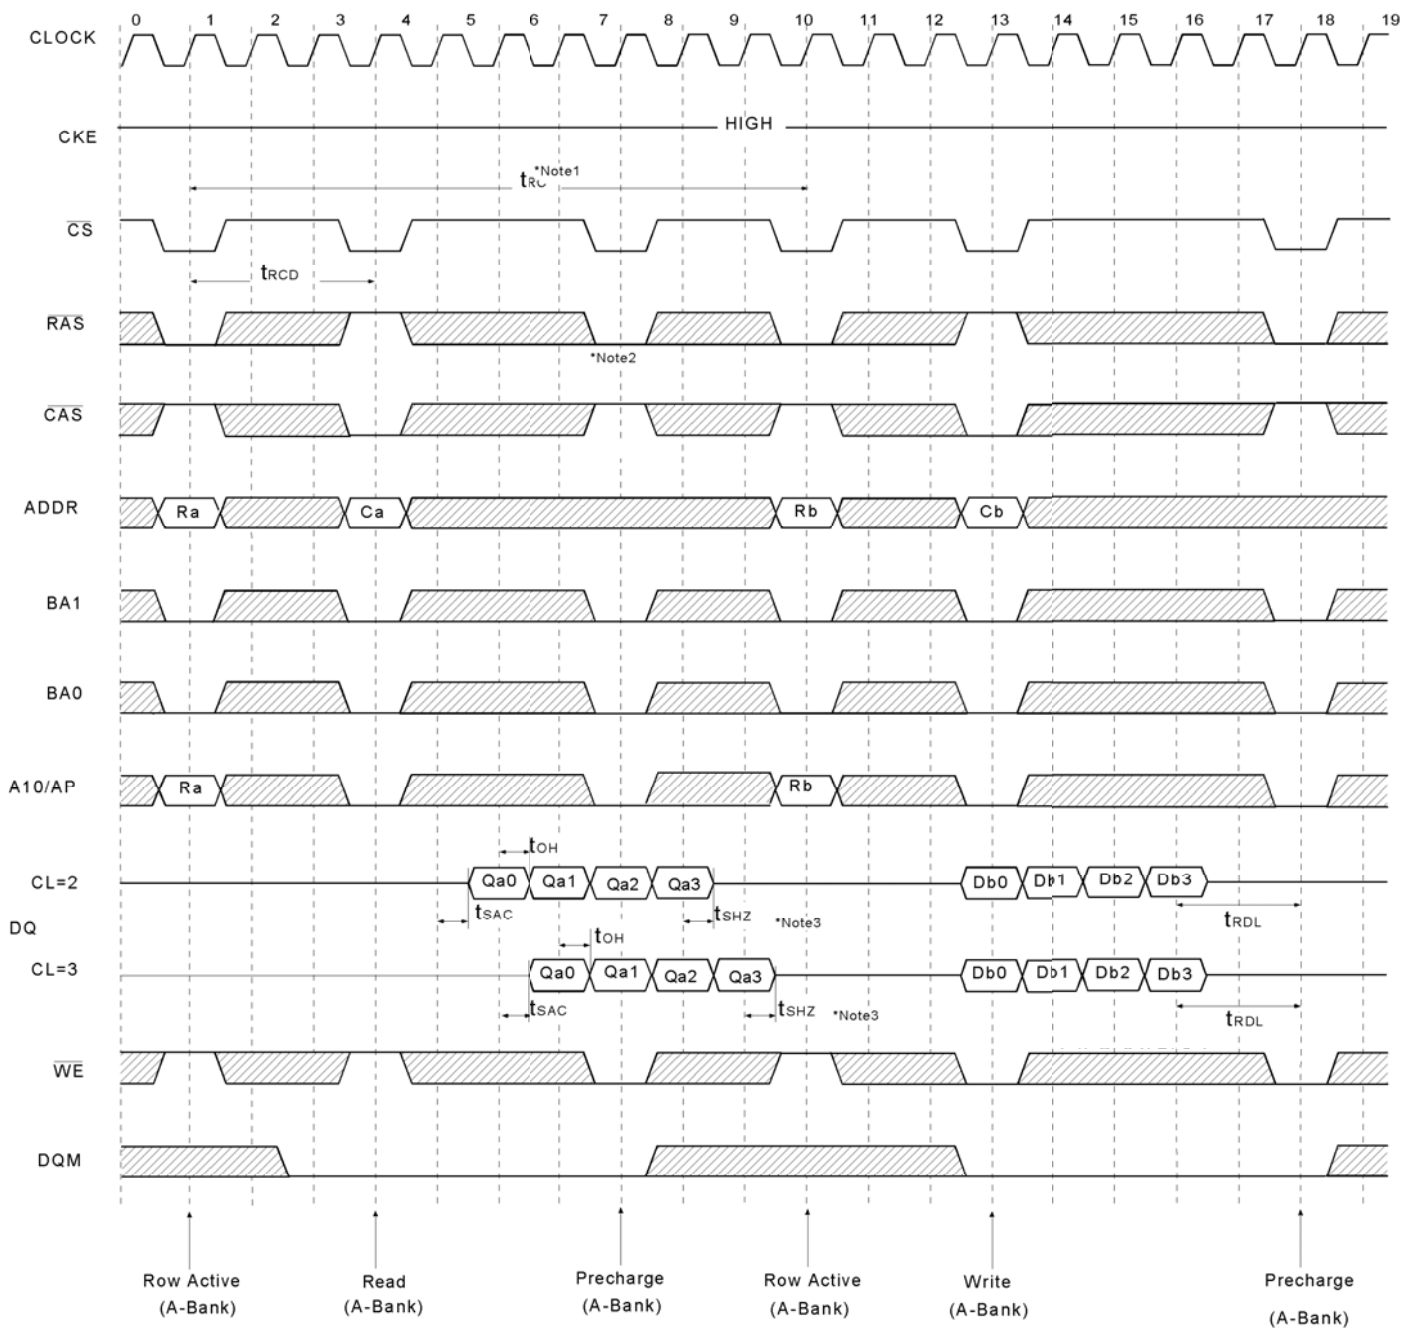 0 1 2 3 4 5 6 7 8 9 10 11 12 13 14 15 16 17 18 19
CLOCK
CKE
HIGH
tRC *Note1
CS
tRCD
RAS
*Note2
CAS
ADDR Ra Ca Rb Cb
BA1
BA0
A10/AP Ra Rb
tOH
CL=2 Qa0 Qa1 Qa2 Qa3 Db0 Db1 Db2 Db3
tSAC tSHZ *Note3 tRDL
DQ
tOH
CL=3 Qa0 Qa1 Qa2 Qa3 Db0 Db1 Db2 Db3
tSAC tSHZ *Note3 tRDL
WE
DQM
Row Active Read Precharge Row Active Write Precharge
(A-Bank) (A-Bank) (A-Bank) (A-Bank) (A-Bank) (A-Bank)